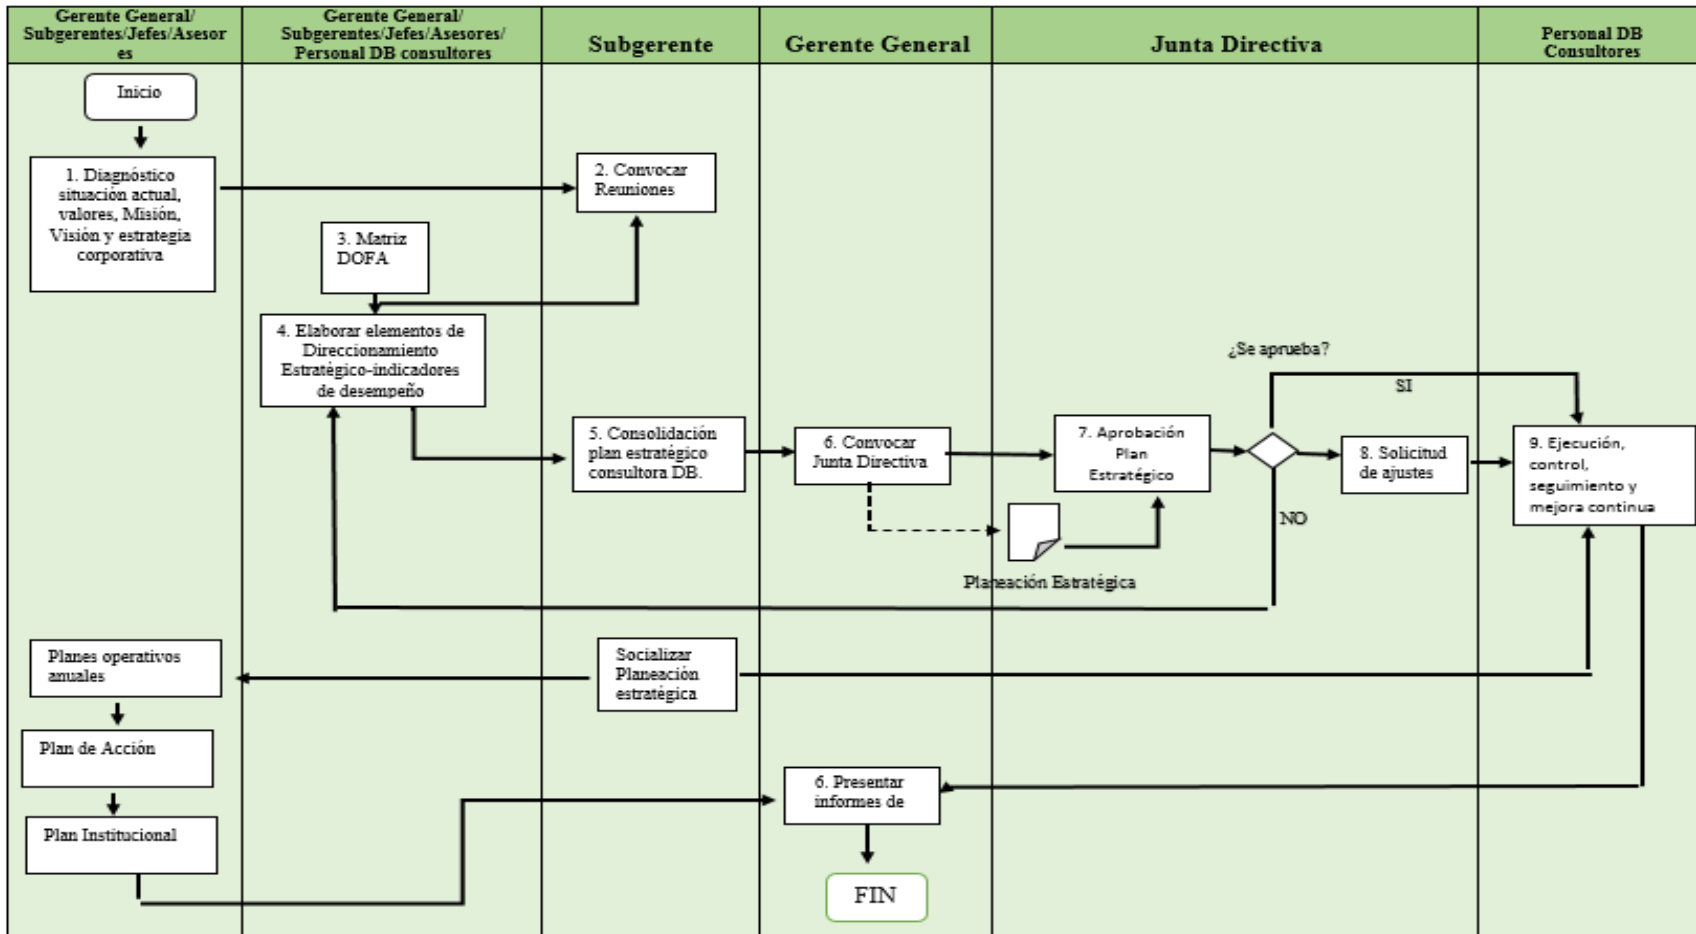 Gerente General/
Subgerentes/Jefes/Asesor
es
Gerente General/
Subgerentes/Jefes/Asesores/
Personal DB consultores
Subgerente
Gerente General
Junta Directiva
Personal DB
Consultores
Inicio
1. Diagnóstico
situación actual,
valores, Misión,
Visión y estrategia
corporativa
2. Convocar
Reuniones
3. Matriz
DOFA
4. Elaborar elementos de
Direccionamiento
Estratégico-indicadores
de desempeño
5. Consolidación
plan estratégico
consultora DB.
6. Convocar
Junta Directiva
7. Aprobación
Plan
Estratégico
¿Se aprueba?
SI
NO
8. Solicitud
de ajustes
9. Ejecución,
control,
seguimiento y
mejora continua
Planeación Estratégica
Planes operativos
anuales
Socializar
Planeación
estratégica
Plan de Acción
Plan Institucional
6. Presentar
informes de
FIN